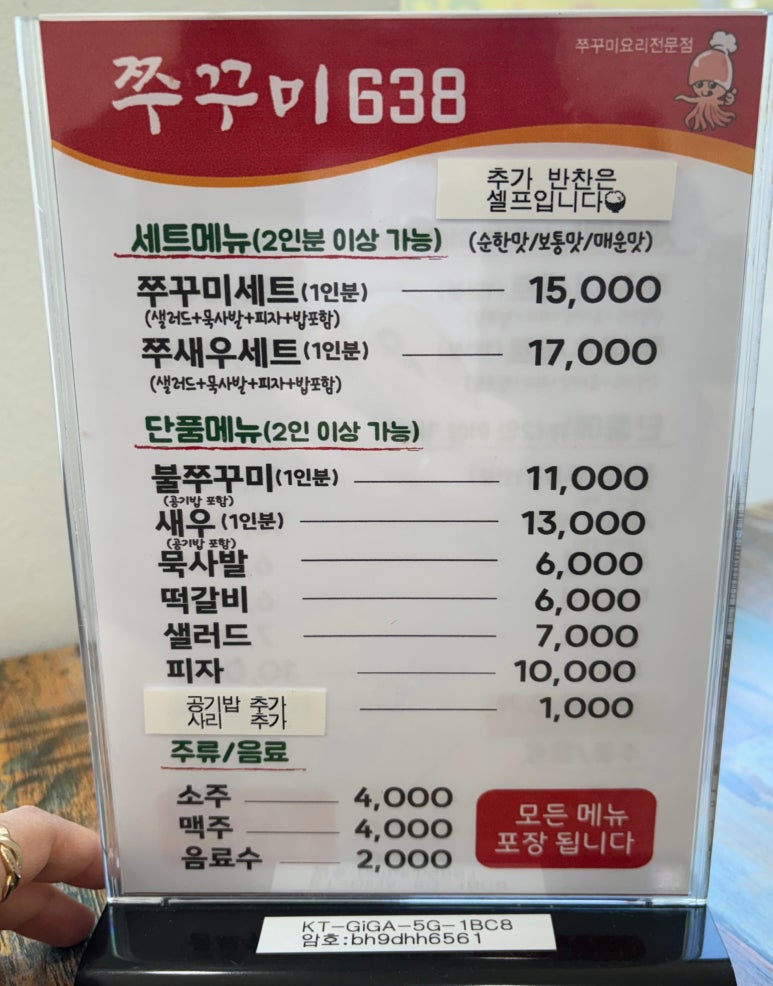 쭈꾸미요리전문점
쭈꾸미 638
추가 반찬은
셀프입니다
세트메뉴(2인분 이상 가능) (순한맛/보통맛/매운맛)
쭈꾸미세트(1인분) 15,000
(샐러드+묵사발+피자+밥포함)
쭈새우세트(1인분) 17,000
(샐러드+묵사발+피자+밥포함)
단품메뉴(2인 이상 가능)
불쭈꾸미(1인분) 11,000
(공기밥 포함)
새우(1인분) 13,000
(공기밥 포함)
묵사발 6,000
떡갈비 6,000
샐러드 7,000
피자 10,000
공기밥 추가
사리 추가 1,000
주류/음료
소주 4,000
맥주 4,000
음료수 2,000
모든 메뉴
포장 됩니다
KT-GiGA-5G-1BC8
암호:bh9dhh6561